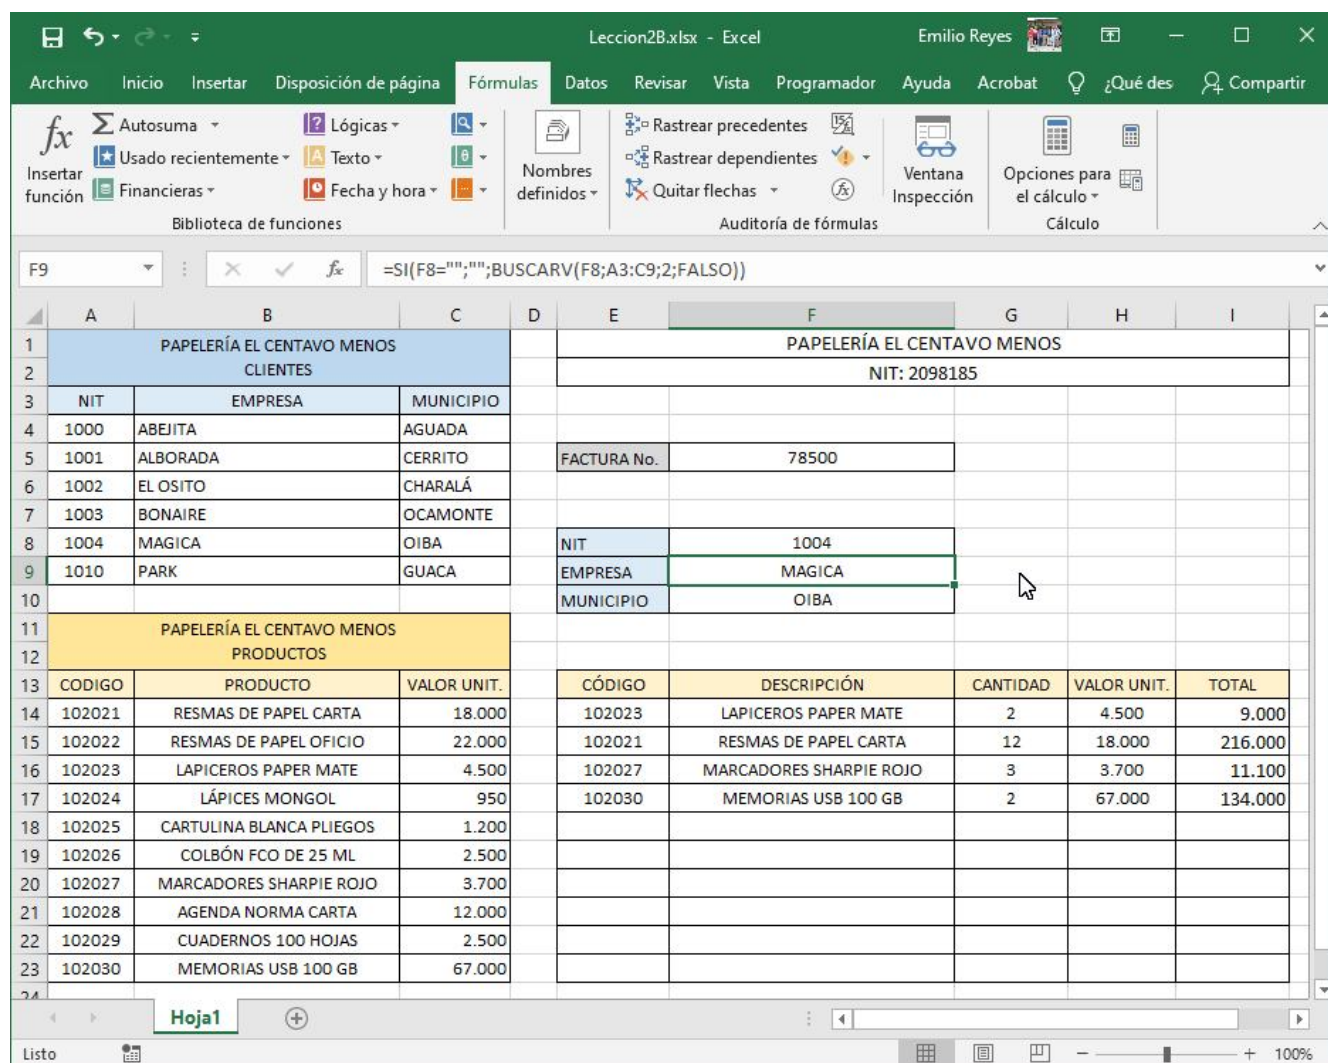 Leccion2B.xlsx - Excel
Emilio Reyes
Archivo Inicio Insertar Disposición de página Fórmulas Datos Revisar Vista Programador Ayuda Acrobat ¿Qué des Compartir
fx
Insertar función
Autosuma
Usado recientemente
Financieras
Lógicas
Texto
Fecha y hora
Biblioteca de funciones
Nombres definidos
Rastrear precedentes
Rastrear dependientes
Quitar flechas
Auditoría de fórmulas
Ventana Inspección
Opciones para el cálculo
Cálculo
F9 fx =SI(F8="";"";BUSCARV(F8;A3:C9;2;FALSO))
A B C D E F G H I
1 PAPELERÍA EL CENTAVO MENOS PAPELERÍA EL CENTAVO MENOS
2 CLIENTES NIT: 2098185
3 NIT EMPRESA MUNICIPIO
4 1000 ABEJITA AGUADA
5 1001 ALBORADA CERRITO FACTURA No. 78500
6 1002 EL OSITO CHARALÁ
7 1003 BONAIRE OCAMONTE
8 1004 MAGICA OIBA NIT 1004
9 1010 PARK GUACA EMPRESA MAGICA
10 MUNICIPIO OIBA
11 PAPELERÍA EL CENTAVO MENOS
12 PRODUCTOS
13 CODIGO PRODUCTO VALOR UNIT. CÓDIGO DESCRIPCIÓN CANTIDAD VALOR UNIT. TOTAL
14 102021 RESMAS DE PAPEL CARTA 18.000 102023 LAPICEROS PAPER MATE 2 4.500 9.000
15 102022 RESMAS DE PAPEL OFICIO 22.000 102021 RESMAS DE PAPEL CARTA 12 18.000 216.000
16 102023 LAPICEROS PAPER MATE 4.500 102027 MARCADORES SHARPIE ROJO 3 3.700 11.100
17 102024 LÁPICES MONGOL 950 102030 MEMORIAS USB 100 GB 2 67.000 134.000
18 102025 CARTULINA BLANCA PLIEGOS 1.200
19 102026 COLBÓN FCO DE 25 ML 2.500
20 102027 MARCADORES SHARPIE ROJO 3.700
21 102028 AGENDA NORMA CARTA 12.000
22 102029 CUADERNOS 100 HOJAS 2.500
23 102030 MEMORIAS USB 100 GB 67.000
24
Hoja1
Listo 100%